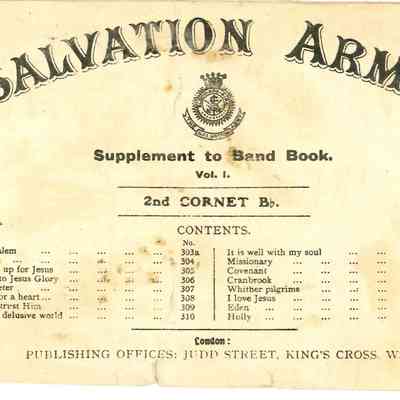 SALVATION ARM
Supplement to Band Book.
Vol. I.
2nd CORNET B♭.
CONTENTS.
No.
alem ... ... ... ... 303a
... ... ... ... 304
up for Jesus ... ... 305
to Jesus Glory ... ... 306
eter ... ... ... ... 307
or a heart ... ... ... 308
trest Him ... ... ... 309
delusive world ... ... ... 310
It is well with my soul ... ...
Missionary ... ... ...
Covenant ... ... ...
Cranbrook ... ... ...
Whither pilgrims ... ...
I love Jesus ... ... ...
Eden ... ... ... ...
Holly ... ... ... ...
London:
PUBLISHING OFFICES: JUDD STREET, KING'S CROSS, W